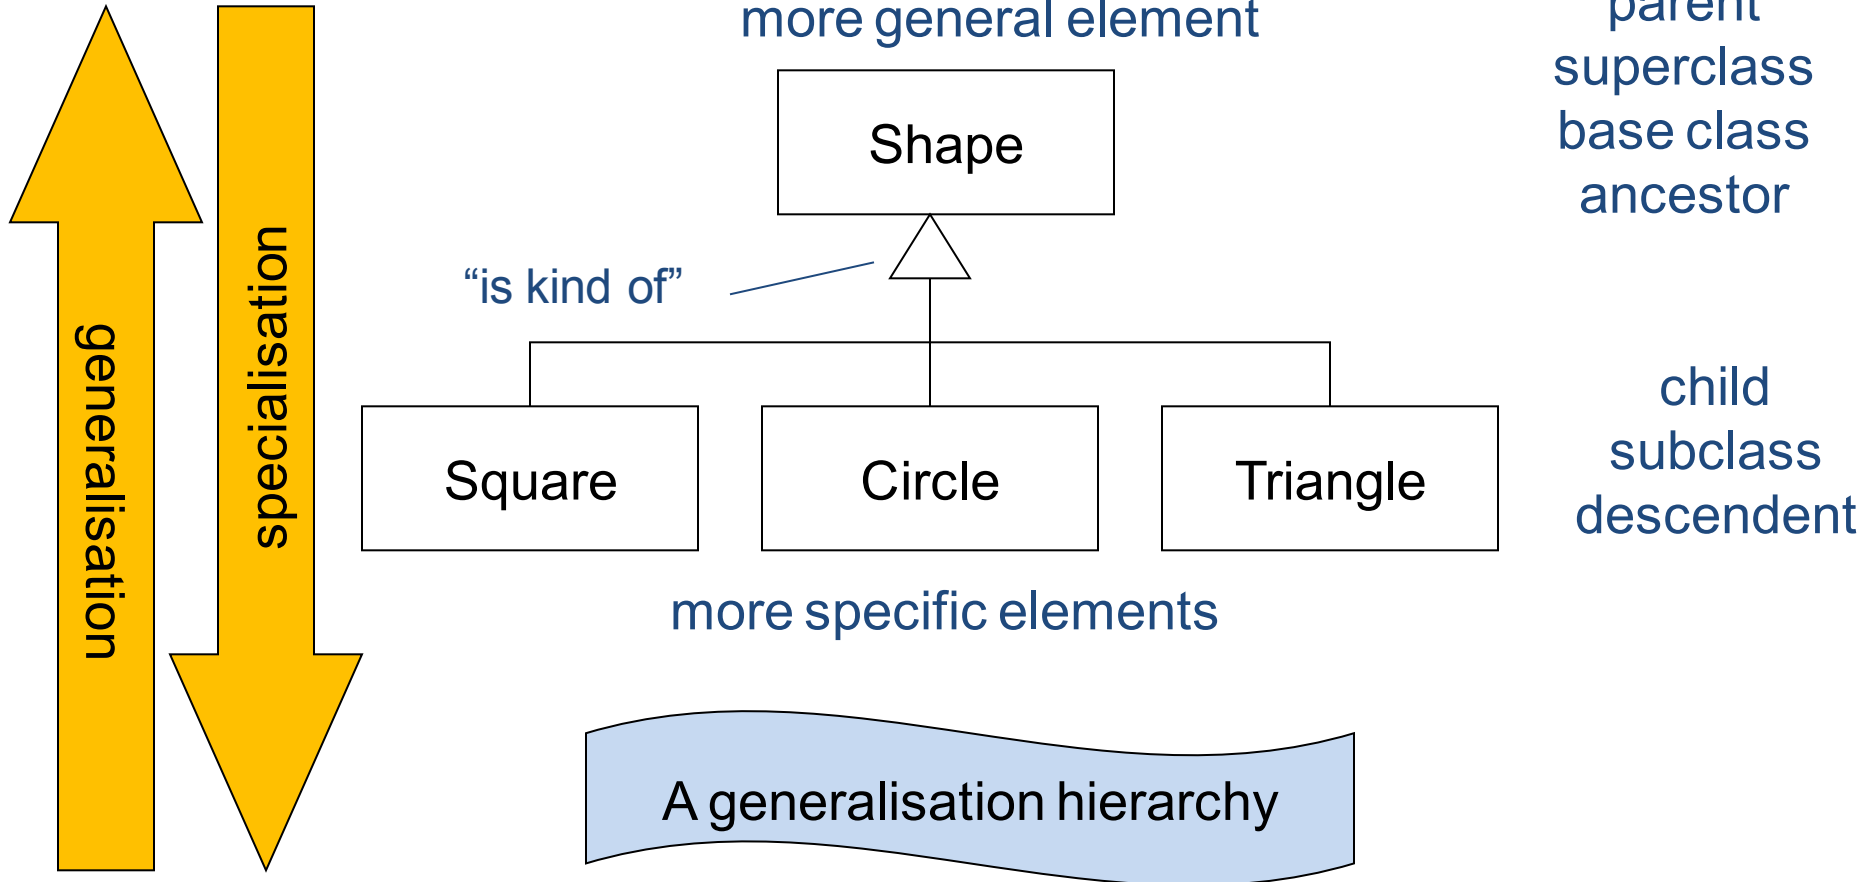 more general element
parent
superclass
base class
ancestor
Shape
“is kind of”
generalisation
specialisation
Square
Circle
Triangle
child
subclass
descendent
more specific elements
A generalisation hierarchy